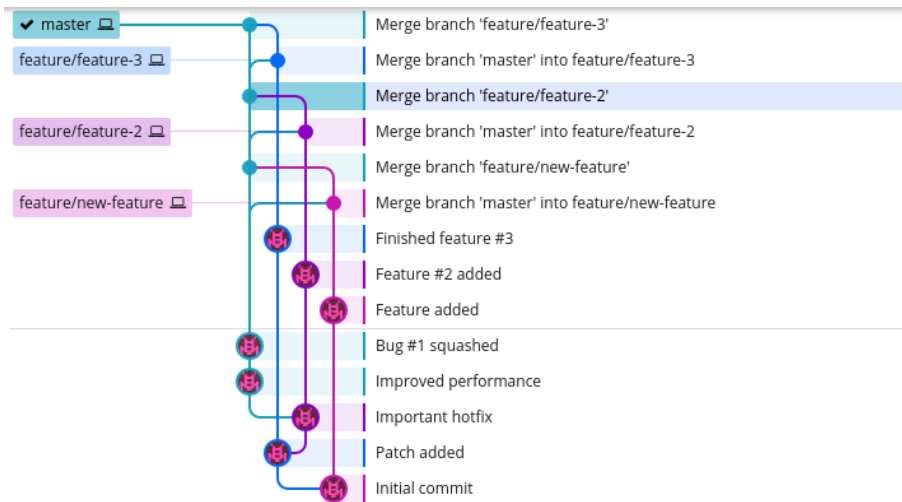 master
Merge branch 'feature/feature-3'
feature/feature-3
Merge branch 'master' into feature/feature-3
Merge branch 'feature/feature-2'
feature/feature-2
Merge branch 'master' into feature/feature-2
Merge branch 'feature/new-feature'
feature/new-feature
Merge branch 'master' into feature/new-feature
Finished feature #3
Feature #2 added
Feature added
Bug #1 squashed
Improved performance
Important hotfix
Patch added
Initial commit